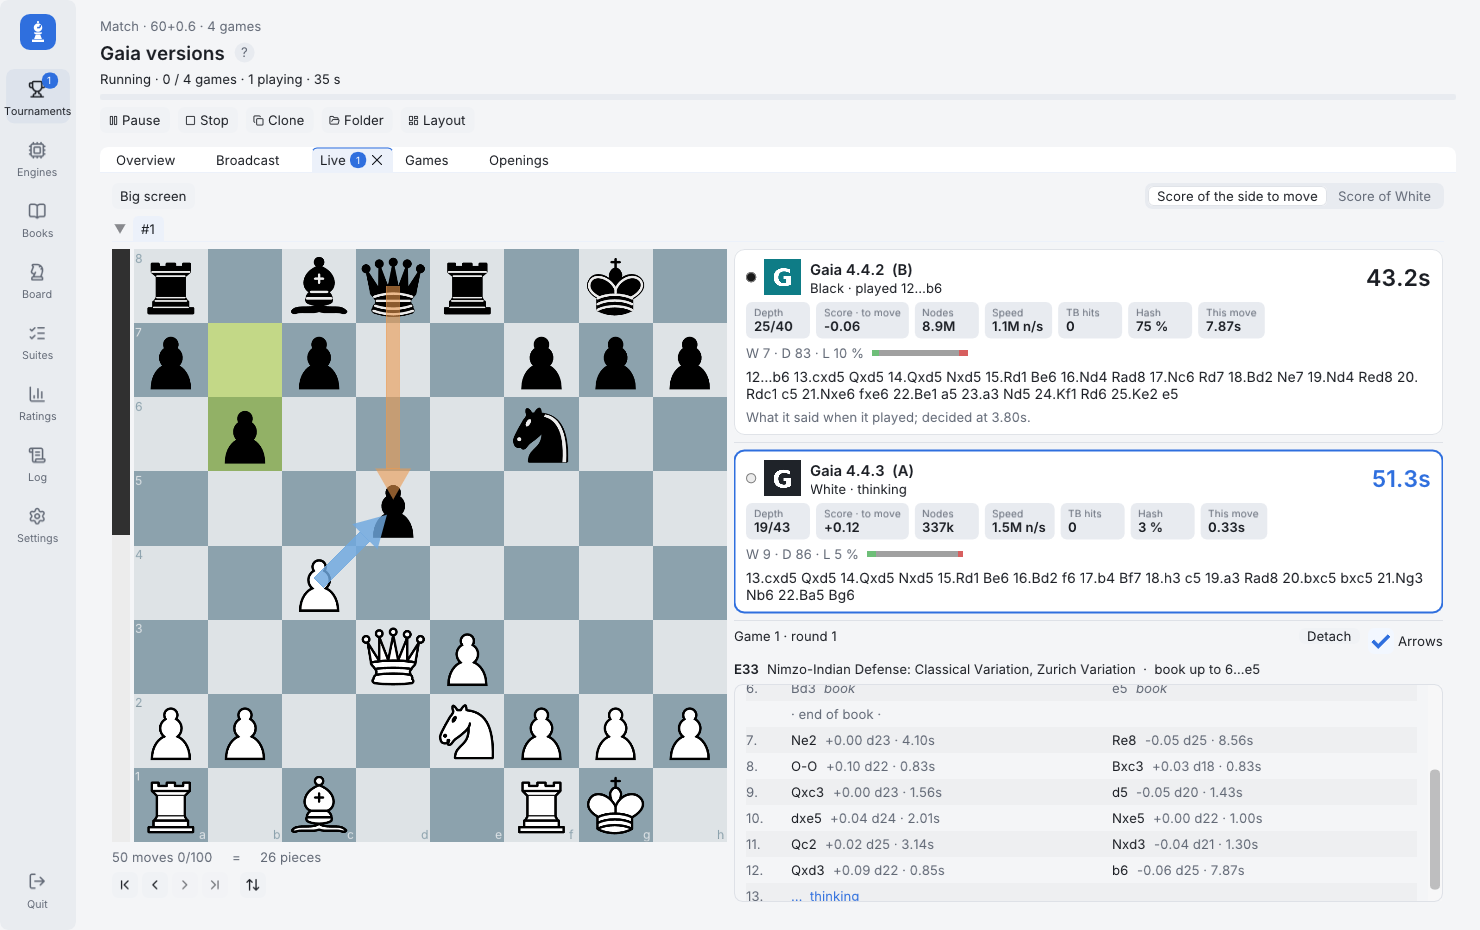 Match · 60+0.6 · 4 games
Gaia versions ?
Running · 0 / 4 games · 1 playing · 35 s
1
Tournaments
Engines
Books
Board
Suites
Ratings
Log
Settings
Quit
Pause Stop Clone Folder Layout
Overview Broadcast Live 1 Games Openings
Big screen
Score of the side to move Score of White
#1
8
7
6
5
4
3
2
1
a b c d e f g h
50 moves 0/100 = 26 pieces
G
Gaia 4.4.2 (B)
43.2s
Black · played 12...b6
Depth Score · to move Nodes Speed TB hits Hash This move
25/40 -0.06 8.9M 1.1M n/s 0 75 % 7.87s
W 7 · D 83 · L 10 %
12...b6 13.cxd5 Qxd5 14.Qxd5 Nxd5 15.Rd1 Be6 16.Nd4 Rad8 17.Nc6 Rd7 18.Bd2 Ne7 19.Nd4 Red8 20.
Rdc1 c5 21.Nxe6 fxe6 22.Be1 a5 23.a3 Nd5 24.Kf1 Rd6 25.Ke2 e5
What it said when it played; decided at 3.80s.
G
Gaia 4.4.3 (A)
51.3s
White · thinking
Depth Score · to move Nodes Speed TB hits Hash This move
19/43 +0.12 337k 1.5M n/s 0 3 % 0.33s
W 9 · D 86 · L 5 %
13.cxd5 Qxd5 14.Qxd5 Nxd5 15.Rd1 Be6 16.Bd2 f6 17.b4 Bf7 18.h3 c5 19.a3 Rad8 20.bxc5 bxc5 21.Ng3
Nb6 22.Ba5 Bg6
Game 1 · round 1 Detach Arrows
E33 Nimzo-Indian Defense: Classical Variation, Zurich Variation · book up to 6...e5
6. Bd3 book e5 book
· end of book ·
7. Ne2 +0.00 d23 · 4.10s Re8 -0.05 d25 · 8.56s
8. O-O +0.10 d22 · 0.83s Bxc3 +0.03 d18 · 0.83s
9. Qxc3 +0.00 d23 · 1.56s d5 -0.05 d20 · 1.43s
10. dxe5 +0.04 d24 · 2.01s Nxe5 +0.00 d22 · 1.00s
11. Qc2 +0.02 d25 · 3.14s Nxd3 -0.04 d21 · 1.30s
12. Qxd3 +0.09 d22 · 0.85s b6 -0.06 d25 · 7.87s
13. ... thinking